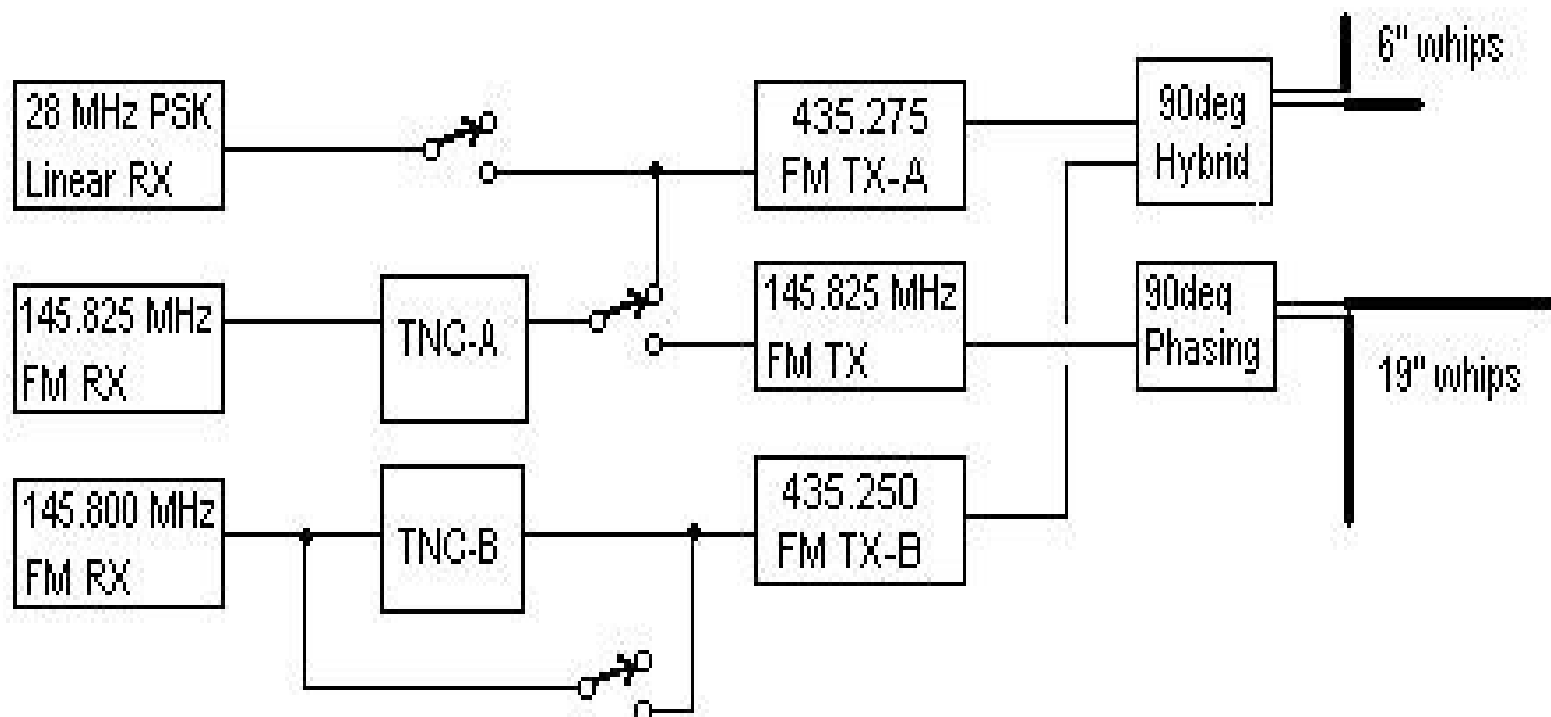 28 MHz PSK
Linear RX
435.275
FM TX-A
90deg
Hybrid
6" whips
145.825 MHz
FM RX
TNC-A
145.825 MHz
FM TX
90deg
Phasing
19" whips
145.800 MHz
FM RX
TNC-B
435.250
FM TX-B